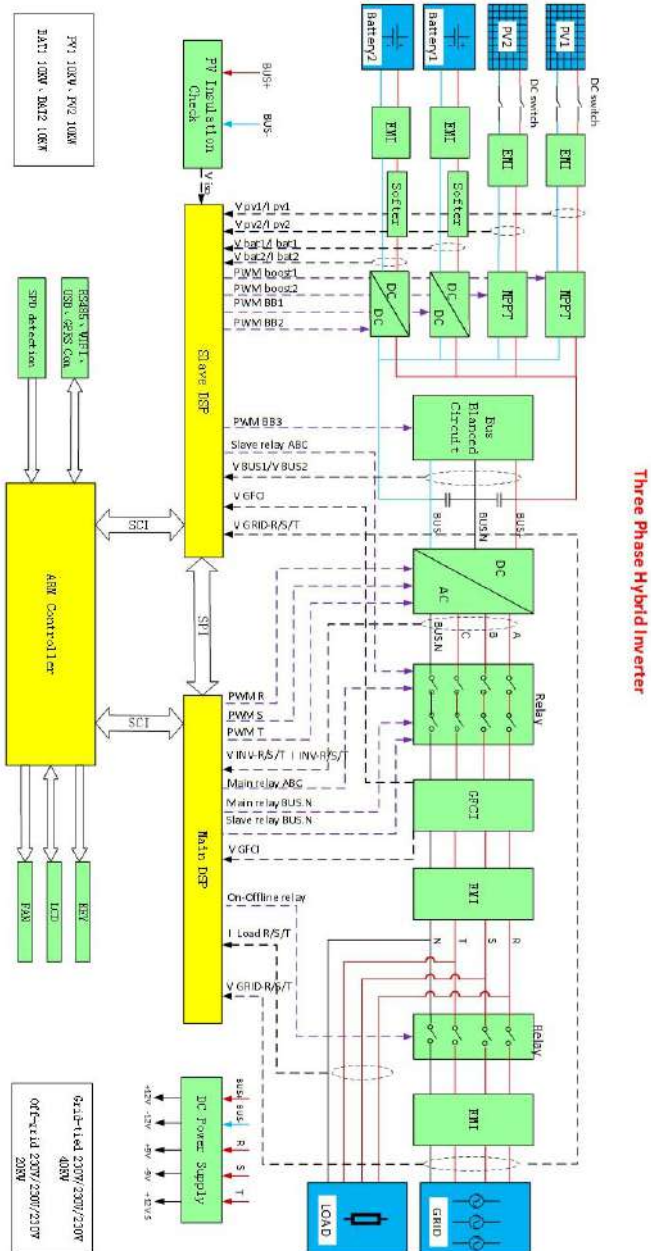 Three Phase Hybrid Inverter
PV1
PV2
Battery1
Battery2
DC switch
DC switch
EMI
EMI
EMI
EMI
Softer
Softer
MPPT
MPPT
DC
DC
DC
DC
PV1 10KW、PV2 10KW
BAT1 10KW、BAT2 10KW
PV Insulation
Check
BUS+
BUS-
V iso
V pv1/I pv1
V pv2/I pv2
V bat1/I bat1
V bat2/I bat2
PWM boost1
PWM boost2
PWM BB1
PWM BB2
Slave DSP
PWM BB3
Slave relay ABC
V BUS1/V BUS2
V GFCI
V GRID-R/S/T
Bus
Blanced
Circuit
BUS+
BUS.N
BUS-
DC
AC
A
B
C
BUS.N
Relay
GFCI
EMI
R
S
T
N
Relay
EMI
GRID
LOAD
RS485、WIFI、
USB、GPRS Com
SPD detection
ARM Controller
SCI
SCI
SPI
Main DSP
PWM R
PWM S
PWM T
V INV-R/S/T I INV-R/S/T
Main relay ABC
Main relay BUS.N
Slave relay BUS.N
V GFCI
On-Offline relay
I Load R/S/T
V GRID-R/S/T
KEY
LCD
FAN
DC Power Supply
BUS+
BUS-
R
S
T
+12V
-12V
+5V
-5V
+12V.S
Grid-tied 230V/230V/230V
40KW
Off-grid 230V/230V/230V
20KW